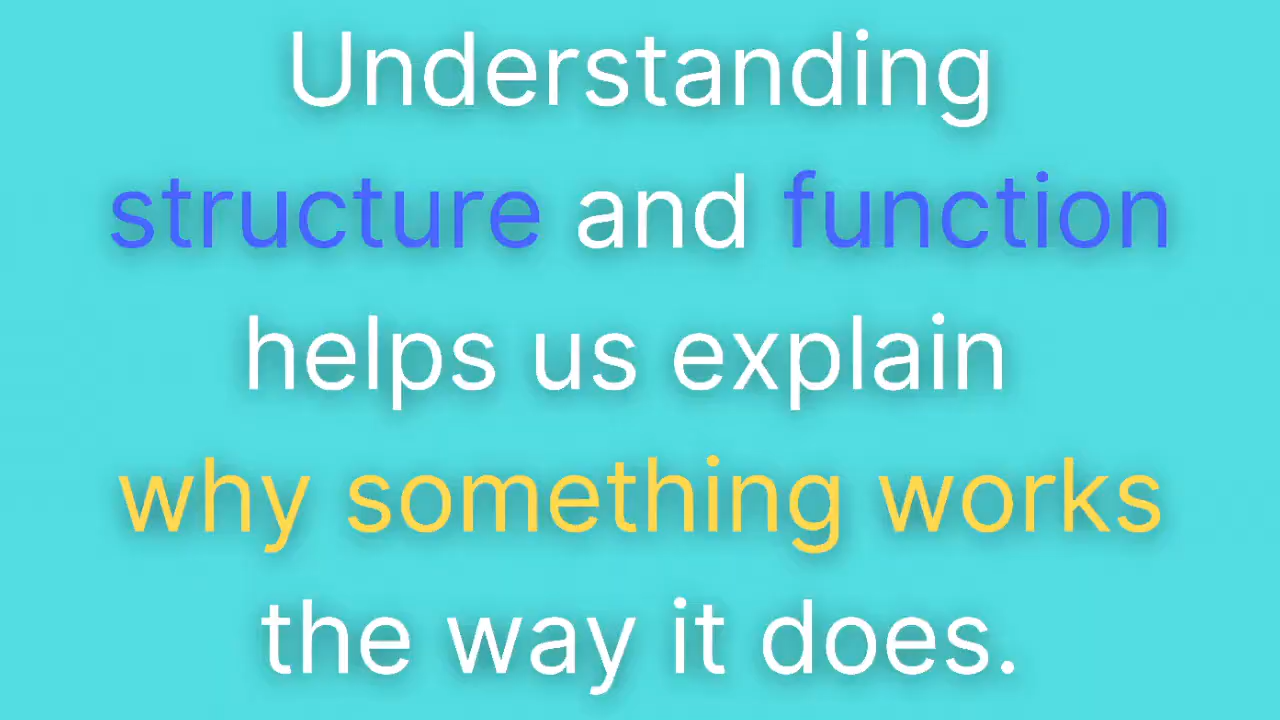 Understanding
structure and function
helps us explain
why something works
the way it does.